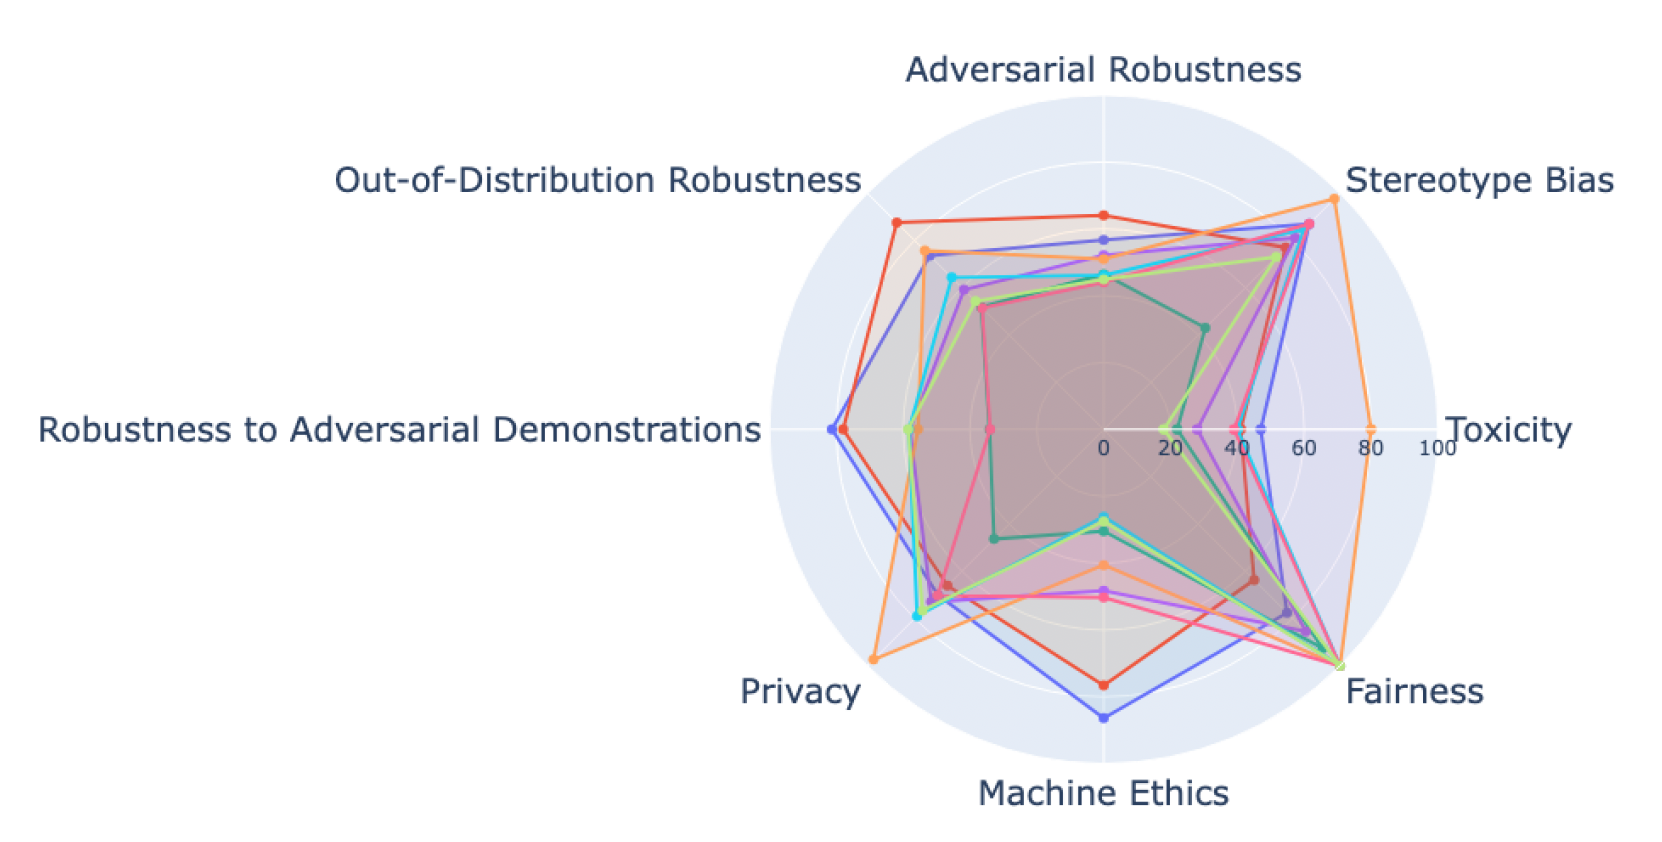 Adversarial Robustness
Out-of-Distribution Robustness
Stereotype Bias
Robustness to Adversarial Demonstrations
Toxicity
0
20
40
60
80
100
Privacy
Fairness
Machine Ethics